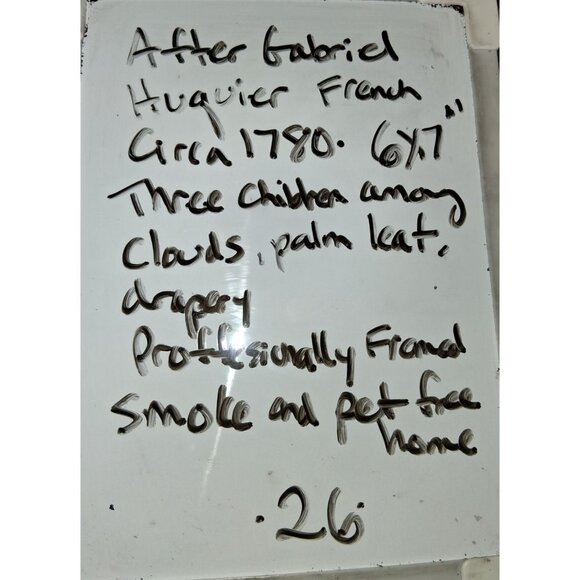 After Gabriel
Huquier French
Circa 1780. 6x7"
Three children among
Clouds, palm leaf,
drapery
Proffesionally Framed
smoke and pet free
home
.26.